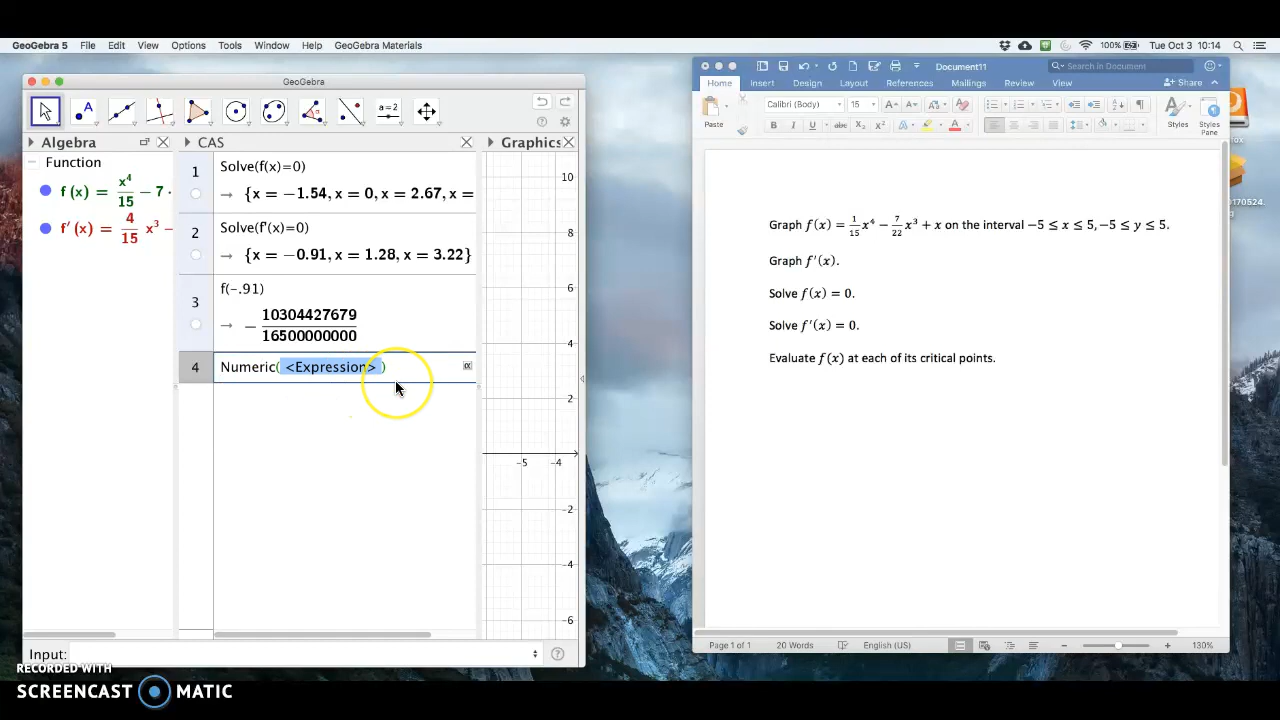 GeoGebra 5 File Edit View Options Tools Window Help GeoGebra Materials 100% Tue Oct 3 10:14
GeoGebra
A a=2
Algebra
CAS
Graphics
Function
f (x) = x⁴/15 − 7 ·
f′ (x) = 4/15 x³ −
1 Solve(f(x)=0)
→ {x = −1.54, x = 0, x = 2.67, x =
2 Solve(f'(x)=0)
→ {x = −0.91, x = 1.28, x = 3.22}
3 f(-.91)
→ − 10304427679/16500000000
4 Numeric( <Expression> ) α
10
8
6
4
2
-5 -4
-2
-4
-6
Input:
RECORDED WITH
SCREENCAST MATIC
Document11 Search in Document
Home Insert Design Layout References Mailings Review View Share
Paste Calibri (Body) 15 Styles Styles Pane
B I U abc X₂ X² A A
Graph f(x) = 1/15 x⁴ − 7/22 x³ + x on the interval −5 ≤ x ≤ 5, −5 ≤ y ≤ 5.
Graph f′(x).
Solve f(x) = 0.
Solve f′(x) = 0.
Evaluate f(x) at each of its critical points.
Page 1 of 1 20 Words English (US) 130%
fox
20170524.